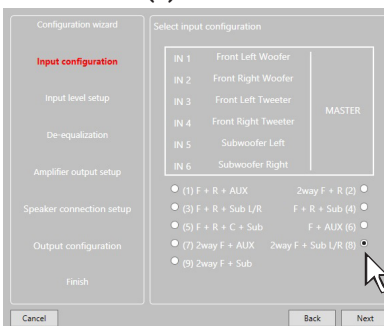 Configuration wizard
Input configuration
Input level setup
De-equalization
Amplifier output setup
Speaker connection setup
Output configuration
Finish
Select input configuration
IN 1 Front Left Woofer
IN 2 Front Right Woofer
IN 3 Front Left Tweeter
IN 4 Front Right Tweeter
IN 5 Subwoofer Left
IN 6 Subwoofer Right
MASTER
(1) F + R + AUX 2way F + R (2)
(3) F + R + Sub L/R F + R + Sub (4)
(5) F + R + C + Sub F + AUX (6)
(7) 2way F + AUX 2way F + Sub L/R (8)
(9) 2way F + Sub
Cancel Back Next